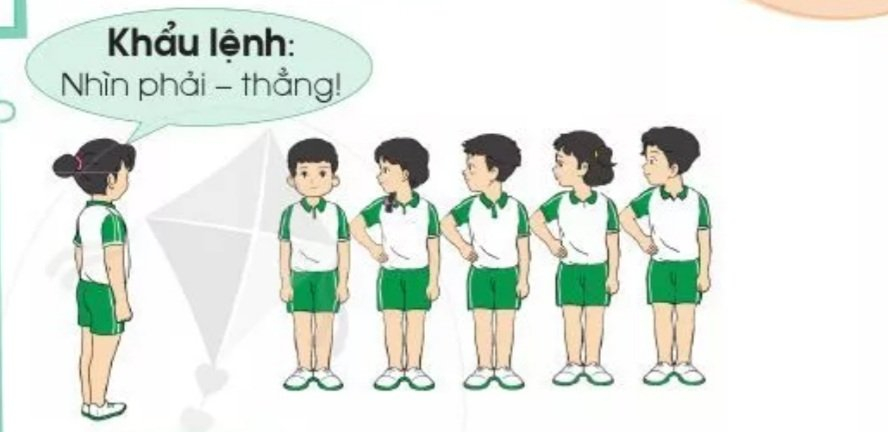 Khẩu lệnh:
Nhìn phải – thẳng!